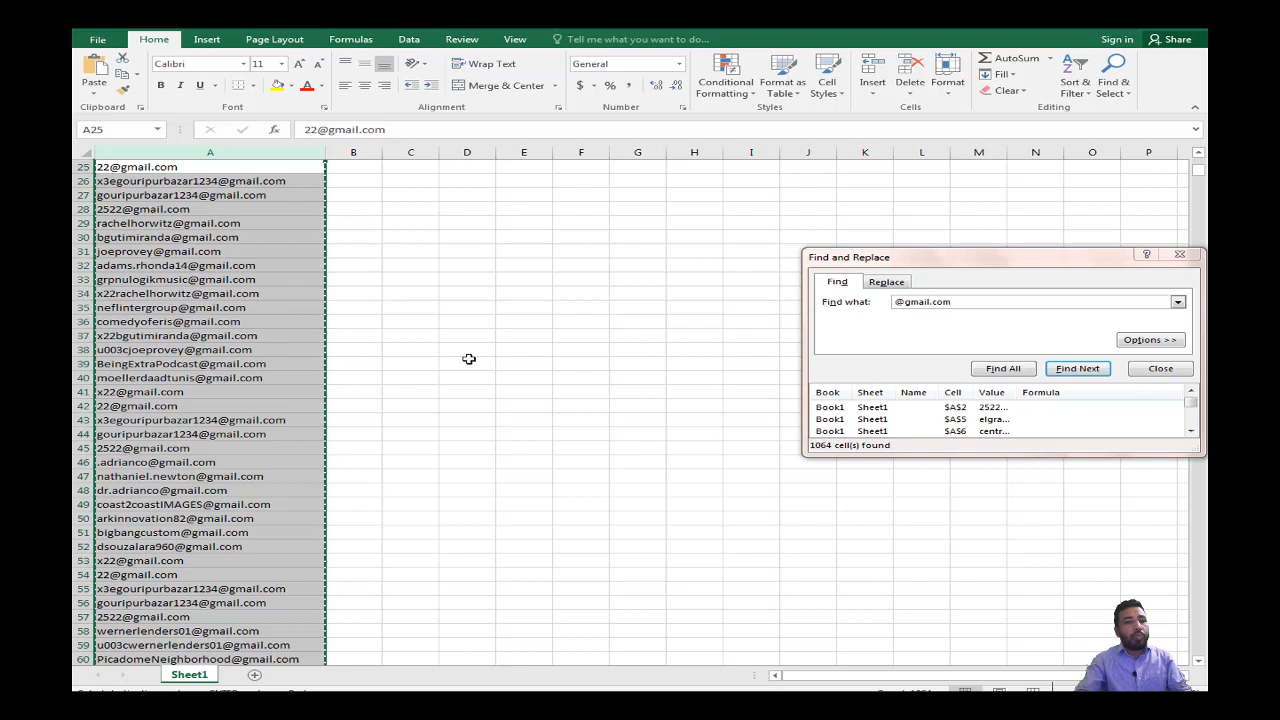 File Home Insert Page Layout Formulas Data Review View Tell me what you want to do... Sign in Share
Calibri 11 Wrap Text General AutoSum
Paste Conditional Format as Cell Insert Delete Format Fill Sort & Find &
B I U Merge & Center $ % Formatting Table Styles Clear Filter Select
Clipboard Font Alignment Number Styles Cells Editing
A25 fx 22@gmail.com
A B C D E F G H I J K L M N O P
25 22@gmail.com
26 x3egouripurbazar1234@gmail.com
27 gouripurbazar1234@gmail.com
28 2522@gmail.com
29 rachelhorwitz@gmail.com
30 bgutimiranda@gmail.com
31 joeprovey@gmail.com
32 adams.rhonda14@gmail.com
33 grpnulogikmusic@gmail.com
34 x22rachelhorwitz@gmail.com
35 neflintergroup@gmail.com
36 comedyoferis@gmail.com
37 x22bgutimiranda@gmail.com
38 u003cjoeprovey@gmail.com
39 BeingExtraPodcast@gmail.com
40 moellerdaadtunis@gmail.com
41 x22@gmail.com
42 22@gmail.com
43 x3egouripurbazar1234@gmail.com
44 gouripurbazar1234@gmail.com
45 2522@gmail.com
46 .adrianco@gmail.com
47 nathaniel.newton@gmail.com
48 dr.adrianco@gmail.com
49 coast2coastIMAGES@gmail.com
50 arkinnovation82@gmail.com
51 bigbangcustom@gmail.com
52 dsouzalara960@gmail.com
53 x22@gmail.com
54 22@gmail.com
55 x3egouripurbazar1234@gmail.com
56 gouripurbazar1234@gmail.com
57 2522@gmail.com
58 wernerlenders01@gmail.com
59 u003cwernerlenders01@gmail.com
60 PicadomeNeighborhood@gmail.com
Find and Replace
Find Replace
Find what: @gmail.com
Options >>
Find All Find Next Close
Book Sheet Name Cell Value Formula
Book1 Sheet1 $A$2 2522...
Book1 Sheet1 $A$5 elgra...
Book1 Sheet1 $A$6 centr...
1064 cell(s) found
Sheet1